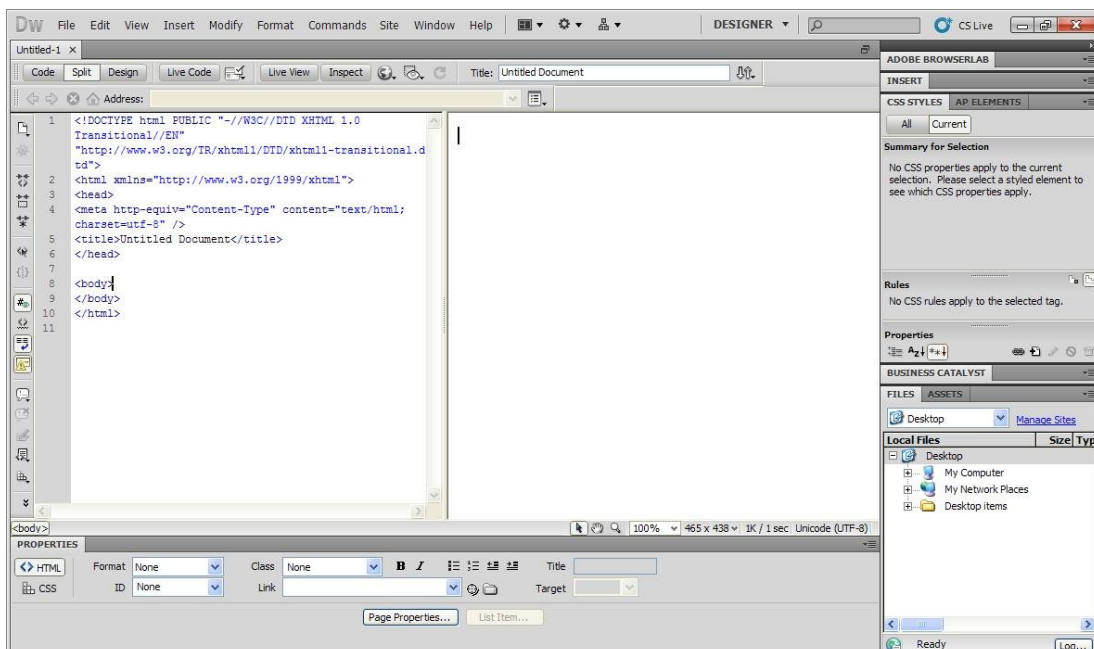 DW File Edit View Insert Modify Format Commands Site Window Help DESIGNER CS Live
Untitled-1 ×
Code Split Design Live Code Live View Inspect Title: Untitled Document
Address:
1 <!DOCTYPE html PUBLIC "-//W3C//DTD XHTML 1.0
Transitional//EN"
"http://www.w3.org/TR/xhtml1/DTD/xhtml1-transitional.d
td">
2 <html xmlns="http://www.w3.org/1999/xhtml">
3 <head>
4 <meta http-equiv="Content-Type" content="text/html;
charset=utf-8" />
5 <title>Untitled Document</title>
6 </head>
7
8 <body>
9 </body>
10 </html>
11
<body> 100% 465 x 438 1K / 1 sec Unicode (UTF-8)
PROPERTIES
<> HTML Format None Class None B I Title
CSS ID None Link Target
Page Properties... List Item...
ADOBE BROWSERLAB
INSERT
CSS STYLES AP ELEMENTS
All Current
Summary for Selection
No CSS properties apply to the current
selection. Please select a styled element to
see which CSS properties apply.
Rules
No CSS rules apply to the selected tag.
Properties
BUSINESS CATALYST
FILES ASSETS
Desktop Manage Sites
Local Files Size Typ
Desktop
My Computer
My Network Places
Desktop items
Ready Log...